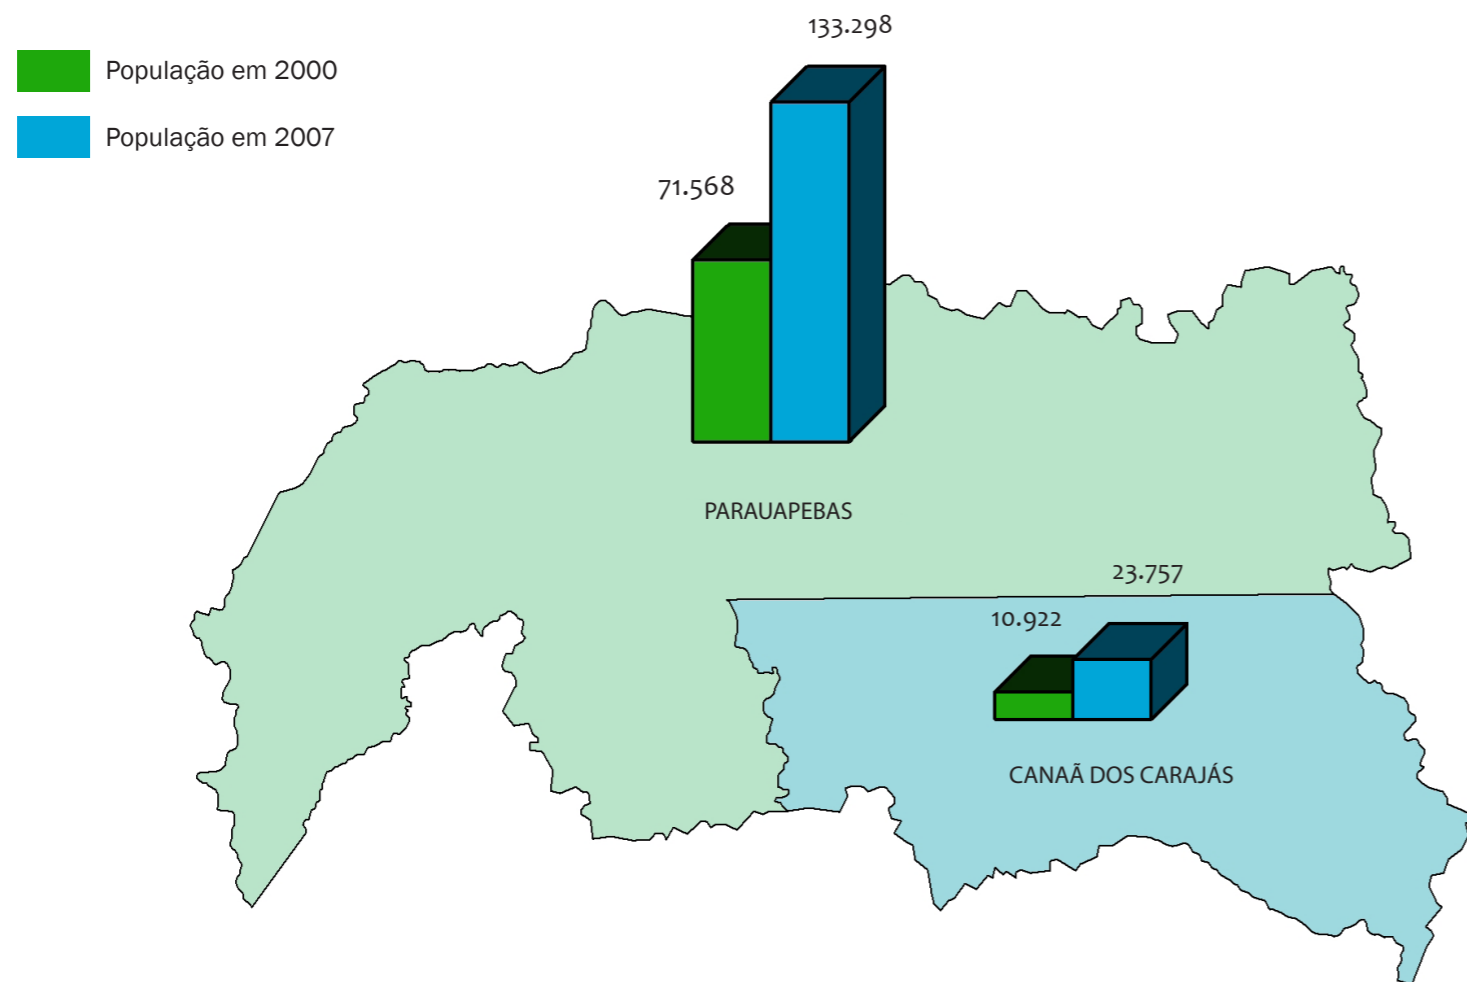 133.298
População em 2000
População em 2007
71.568
PARAUAPEBAS
23.757
10.922
CANAÃ DOS CARAJÁS